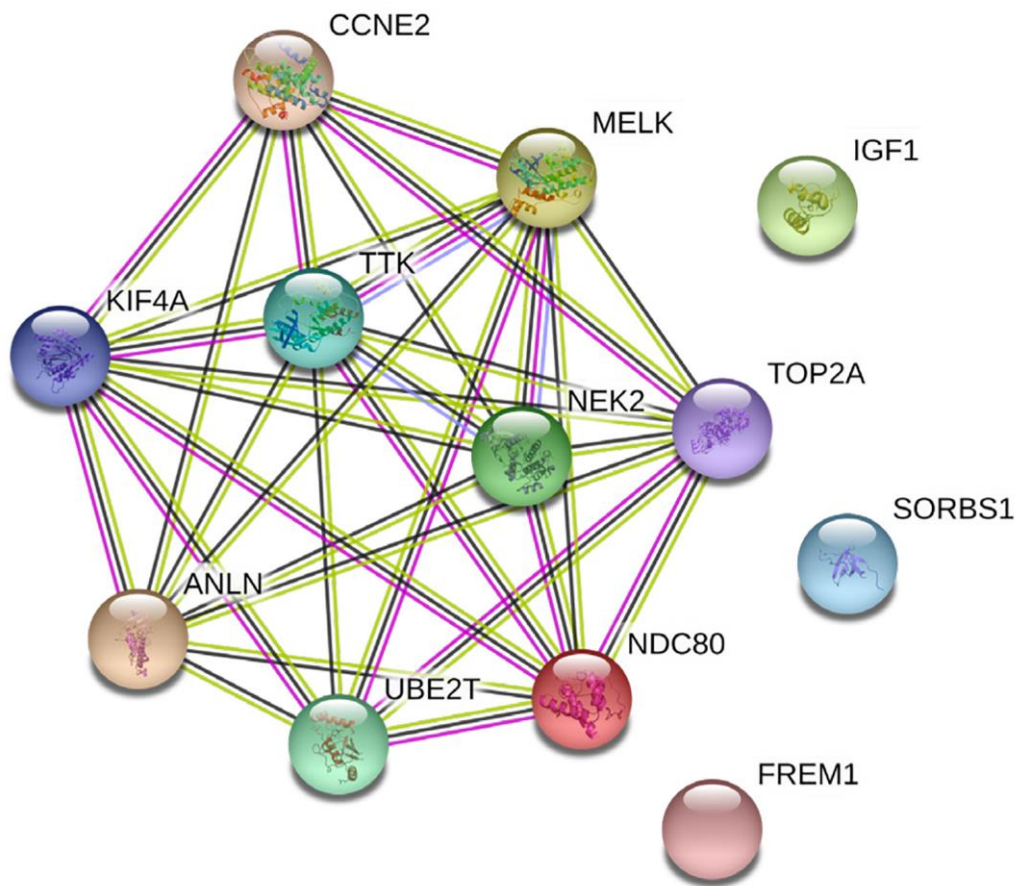 CCNE2
MELK
IGF1
TTK
KIF4A
TOP2A
NEK2
SORBS1
ANLN
NDC80
UBE2T
FREM1